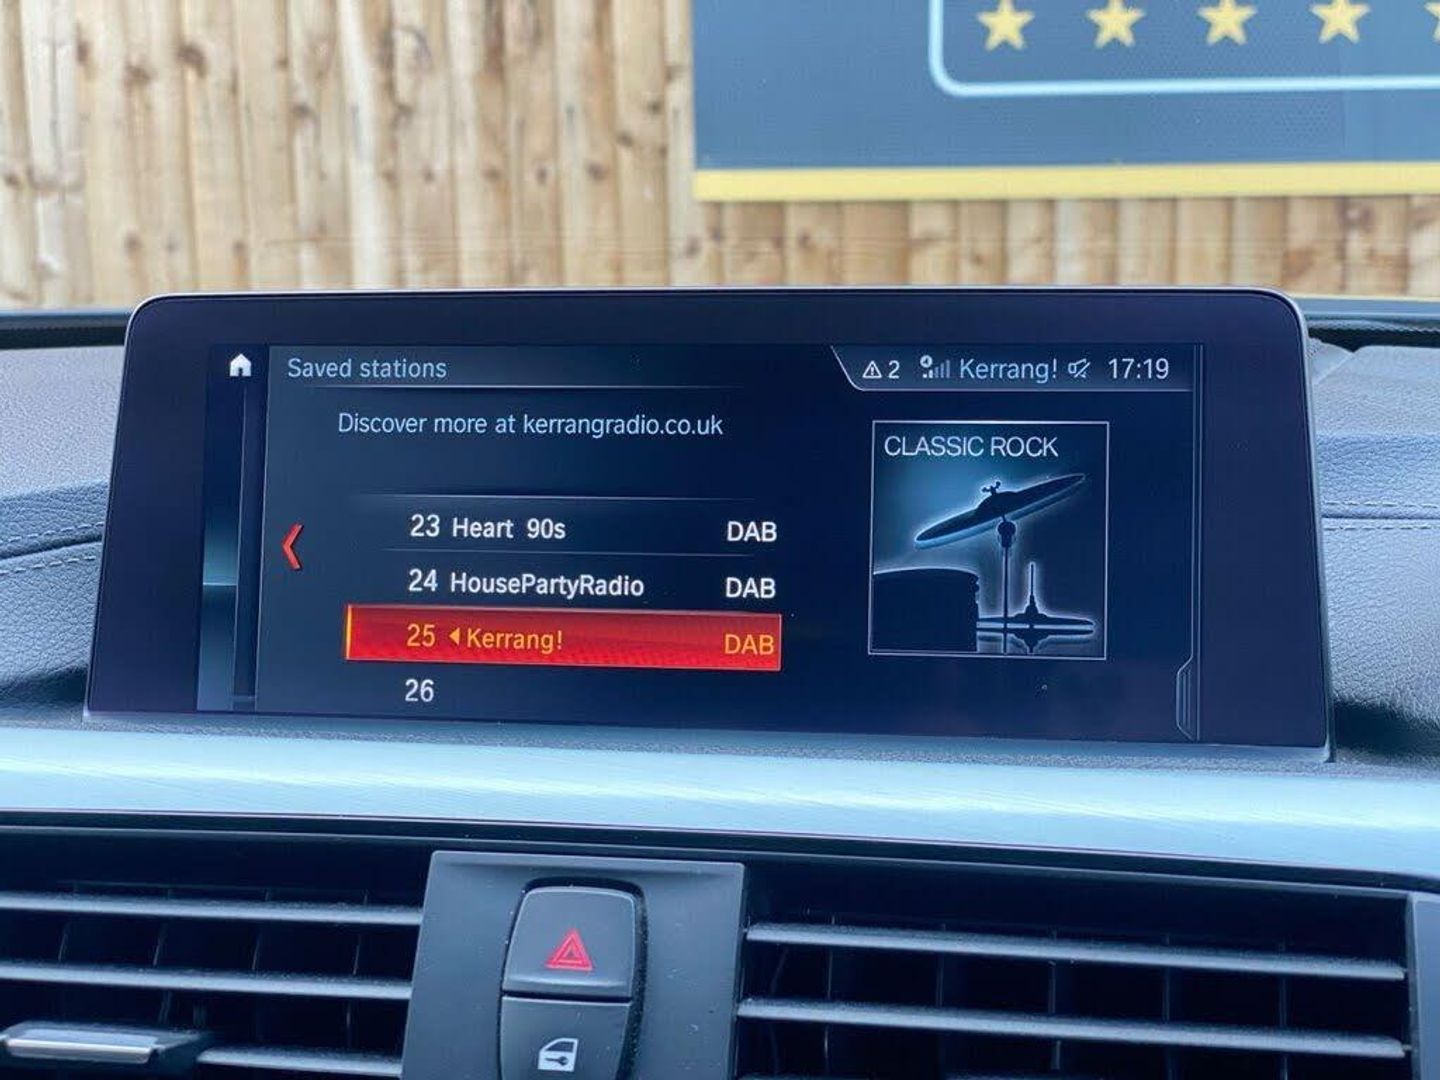 Saved stations
2 Kerrang! 17:19
Discover more at kerrangradio.co.uk
CLASSIC ROCK
23 Heart 90s DAB
24 HousePartyRadio DAB
25 Kerrang! DAB
26